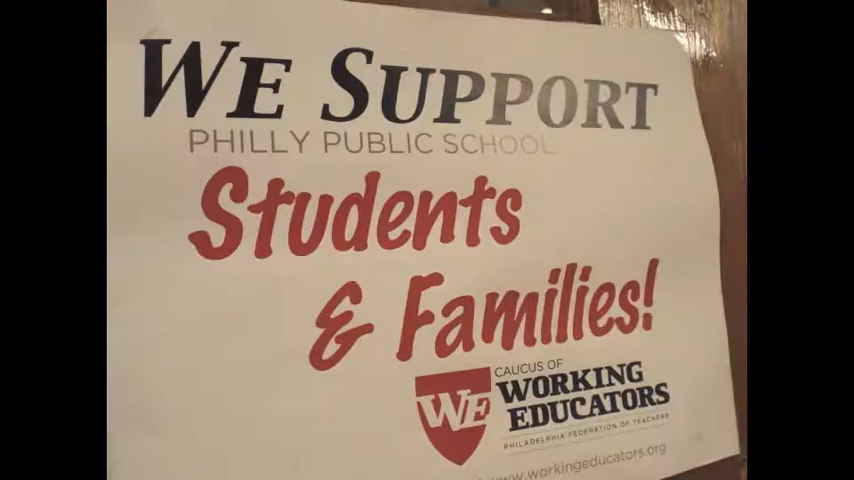 WE SUPPORT
PHILLY PUBLIC SCHOOL
Students
& Families!
CAUCUS OF
WE WORKING
EDUCATORS
PHILADELPHIA FEDERATION OF TEACHERS
www.workingeducators.org